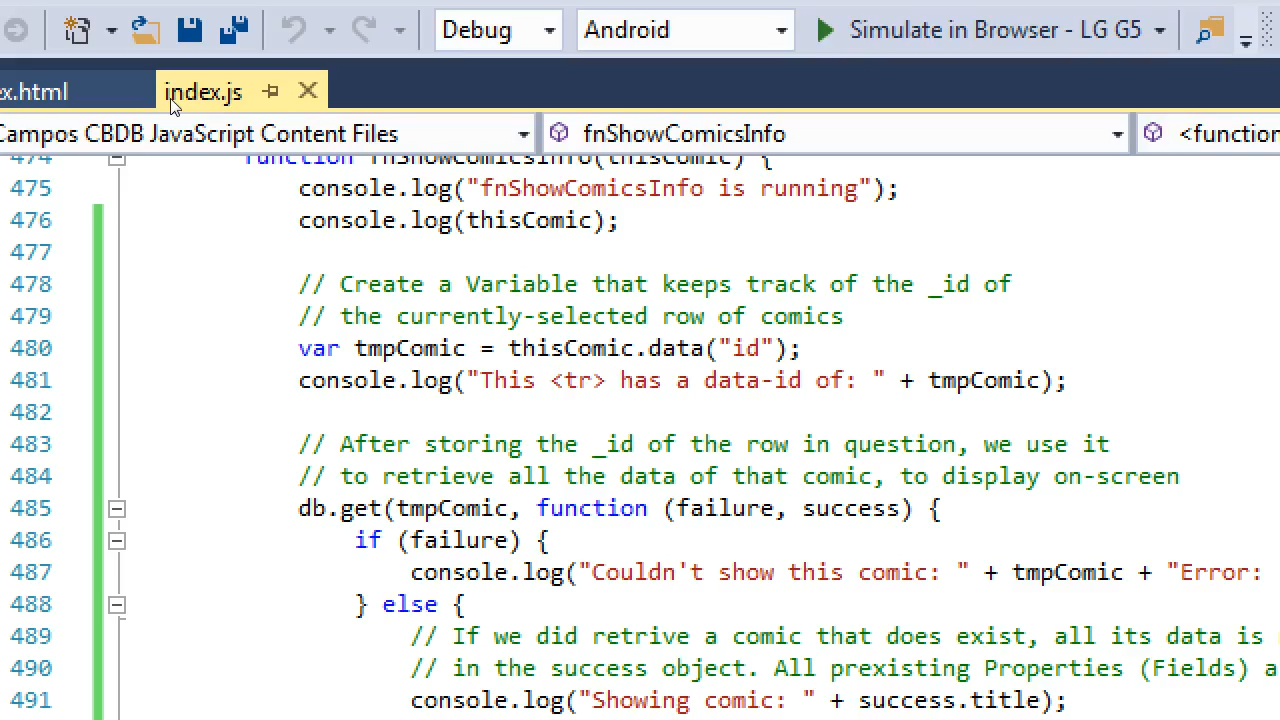 Debug Android Simulate in Browser - LG G5
ex.html index.js
Campos CBDB JavaScript Content Files fnShowComicsInfo <function
474 function fnShowComicsInfo(thisComic) {
475 console.log("fnShowComicsInfo is running");
476 console.log(thisComic);
477
478 // Create a Variable that keeps track of the _id of
479 // the currently-selected row of comics
480 var tmpComic = thisComic.data("id");
481 console.log("This <tr> has a data-id of: " + tmpComic);
482
483 // After storing the _id of the row in question, we use it
484 // to retrieve all the data of that comic, to display on-screen
485 db.get(tmpComic, function (failure, success) {
486 if (failure) {
487 console.log("Couldn't show this comic: " + tmpComic + "Error:
488 } else {
489 // If we did retrive a comic that does exist, all its data is
490 // in the success object. All prexisting Properties (Fields) a
491 console.log("Showing comic: " + success.title);